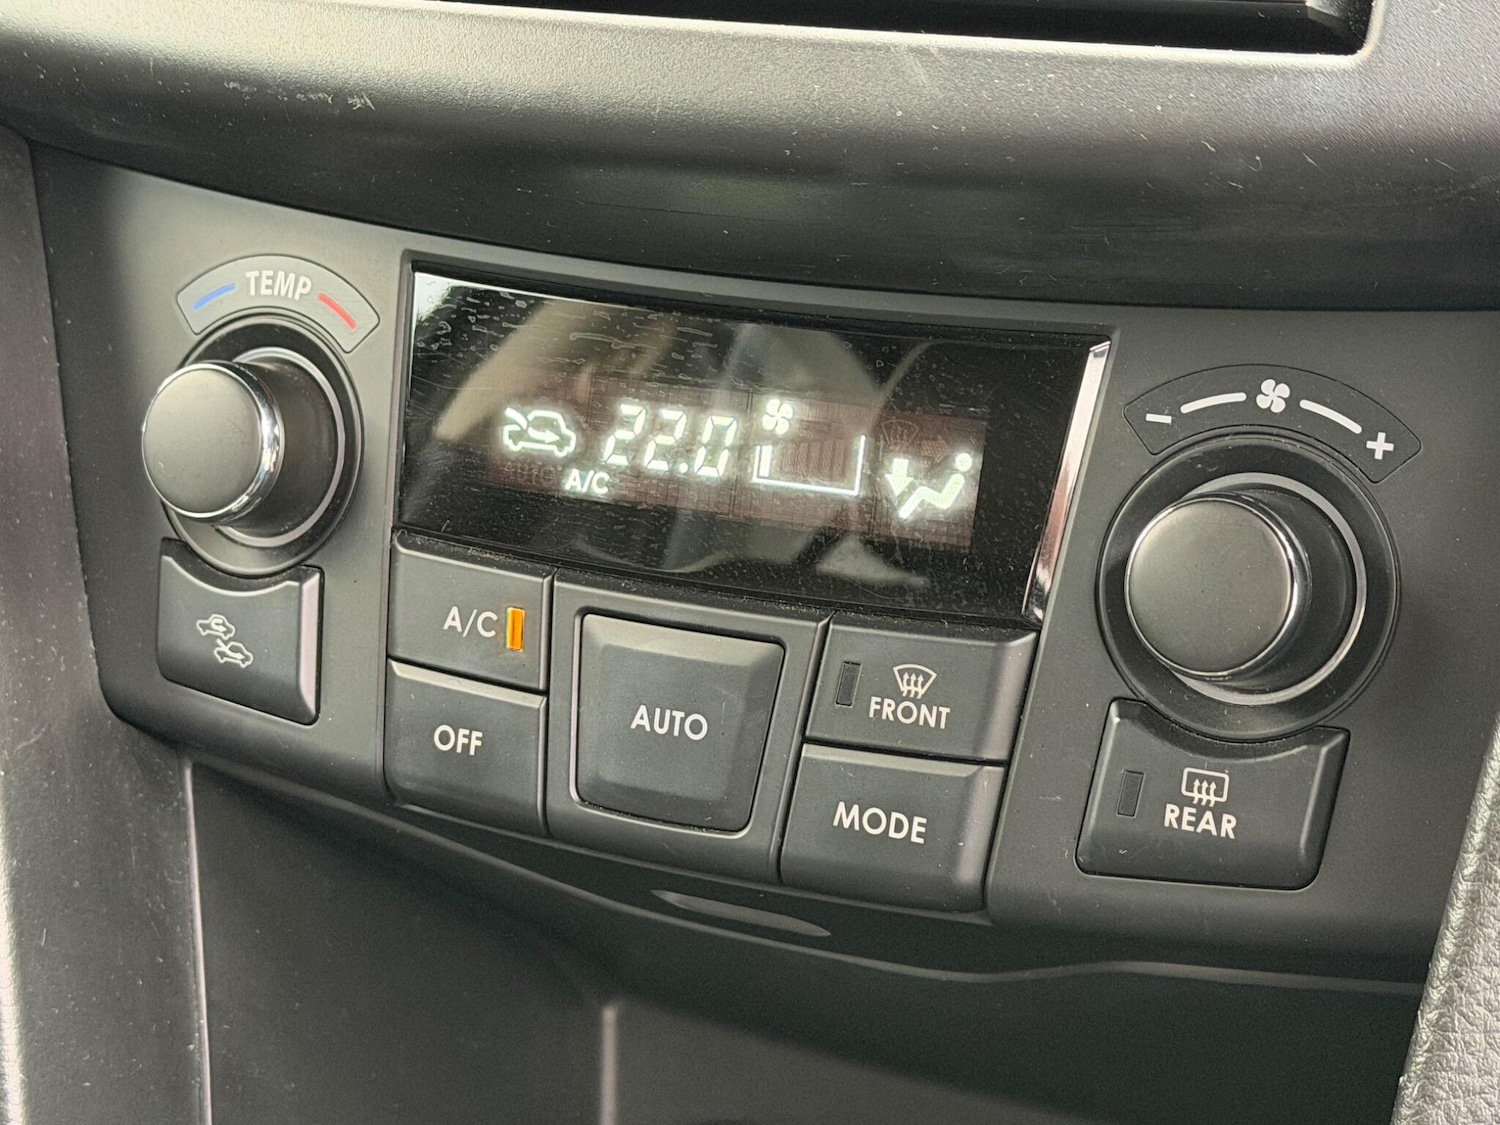 TEMP
22.0
A/C
- +
A/C
OFF
AUTO
FRONT
MODE
REAR